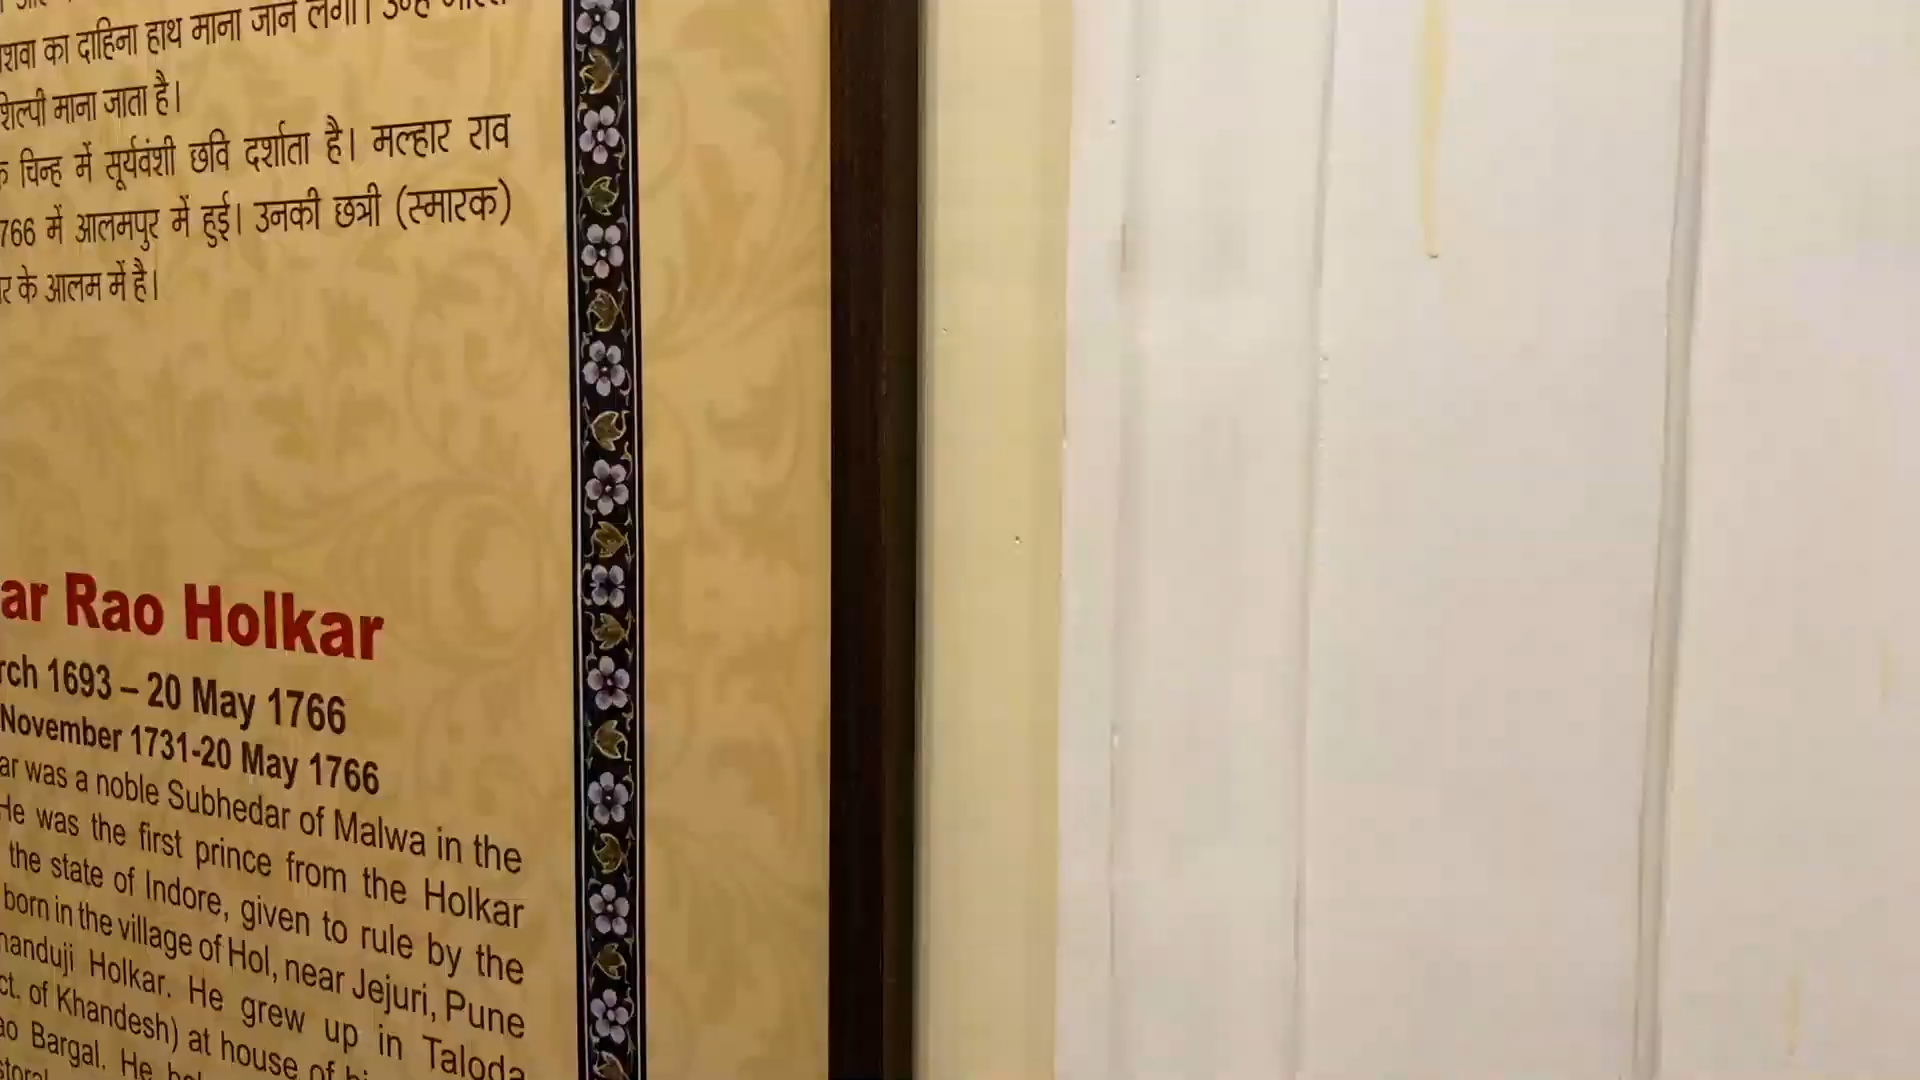 का दाहिना हाथ माना जाने लगा।
शिल्पी माना जाता है।
चिन्ह में सूर्यवंशी छवि दर्शाता है। मल्हार राव
766 में आलमपुर में हुई। उनकी छत्री (स्मारक)
र के आलम में है।
ar Rao Holkar
rch 1693 – 20 May 1766
November 1731-20 May 1766
ar was a noble Subhedar of Malwa in the
He was the first prince from the Holkar
the state of Indore, given to rule by the
born in the village of Hol, near Jejuri, Pune
handuji Holkar. He grew up in Taloda
ct. of Khandesh) at house of
ao Bargal. He